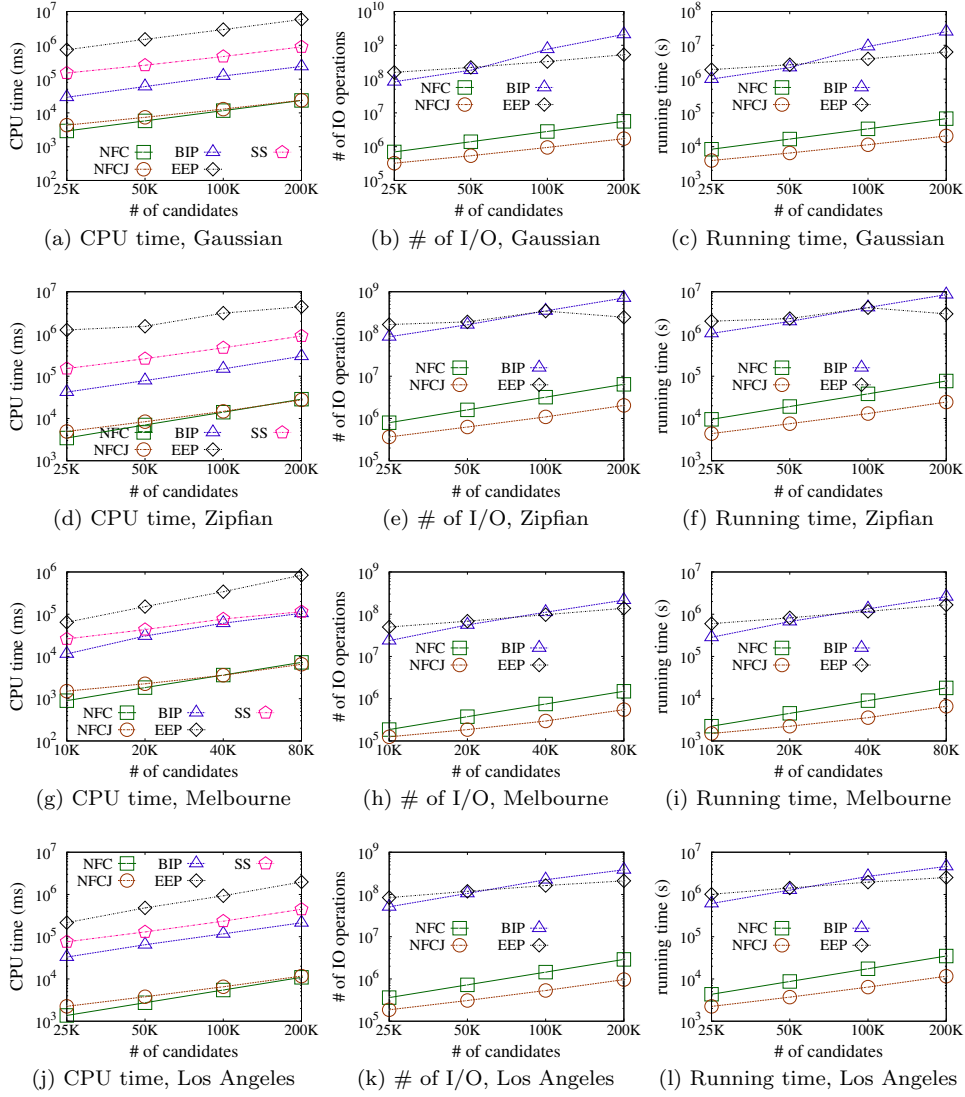 10^7
10^6
10^5
10^4
10^3
10^2
CPU time (ms)
NFC
NFCJ
BIP
EEP
SS
25K 50K 100K 200K
# of candidates
(a) CPU time, Gaussian
10^10
10^9
10^8
10^7
10^6
10^5
# of IO operations
NFC
NFCJ
BIP
EEP
25K 50K 100K 200K
# of candidates
(b) # of I/O, Gaussian
10^8
10^7
10^6
10^5
10^4
10^3
running time (s)
NFC
NFCJ
BIP
EEP
25K 50K 100K 200K
# of candidates
(c) Running time, Gaussian
10^7
10^6
10^5
10^4
10^3
CPU time (ms)
NFC
NFCJ
BIP
EEP
SS
25K 50K 100K 200K
# of candidates
(d) CPU time, Zipfian
10^9
10^8
10^7
10^6
10^5
# of IO operations
NFC
NFCJ
BIP
EEP
25K 50K 100K 200K
# of candidates
(e) # of I/O, Zipfian
10^7
10^6
10^5
10^4
10^3
running time (s)
NFC
NFCJ
BIP
EEP
25K 50K 100K 200K
# of candidates
(f) Running time, Zipfian
10^6
10^5
10^4
10^3
10^2
CPU time (ms)
NFC
NFCJ
BIP
EEP
SS
10K 20K 40K 80K
# of candidates
(g) CPU time, Melbourne
10^9
10^8
10^7
10^6
10^5
# of IO operations
NFC
NFCJ
BIP
EEP
10K 20K 40K 80K
# of candidates
(h) # of I/O, Melbourne
10^7
10^6
10^5
10^4
10^3
running time (s)
NFC
NFCJ
BIP
EEP
10K 20K 40K 80K
# of candidates
(i) Running time, Melbourne
10^7
10^6
10^5
10^4
10^3
CPU time (ms)
NFC
NFCJ
BIP
EEP
SS
25K 50K 100K 200K
# of candidates
(j) CPU time, Los Angeles
10^9
10^8
10^7
10^6
10^5
# of IO operations
NFC
NFCJ
BIP
EEP
25K 50K 100K 200K
# of candidates
(k) # of I/O, Los Angeles
10^7
10^6
10^5
10^4
10^3
running time (s)
NFC
NFCJ
BIP
EEP
25K 50K 100K 200K
# of candidates
(l) Running time, Los Angeles